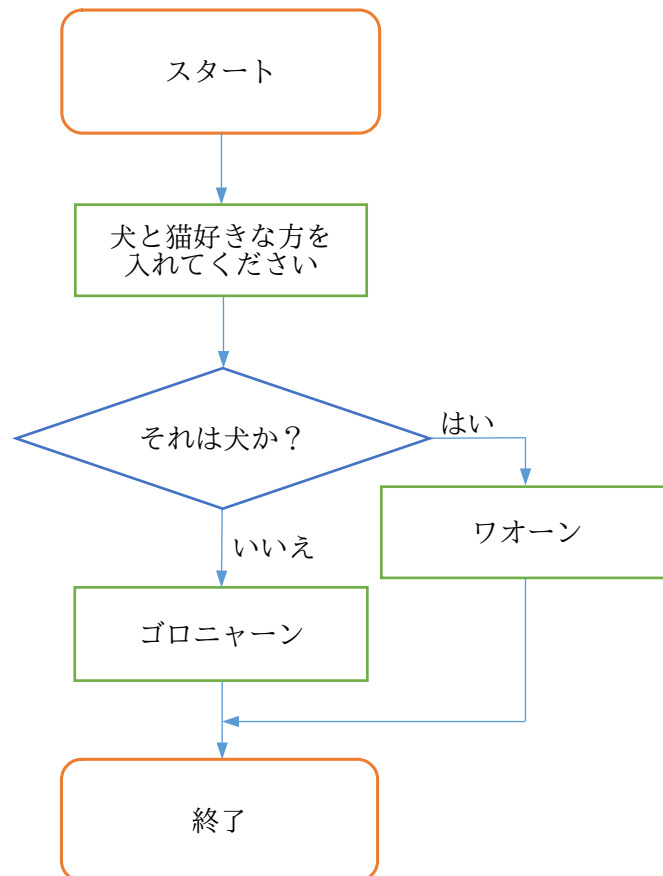 スタート
犬と猫好きな方を
入れてください
それは犬か？
はい
ワオーン
いいえ
ゴロニャーン
終了